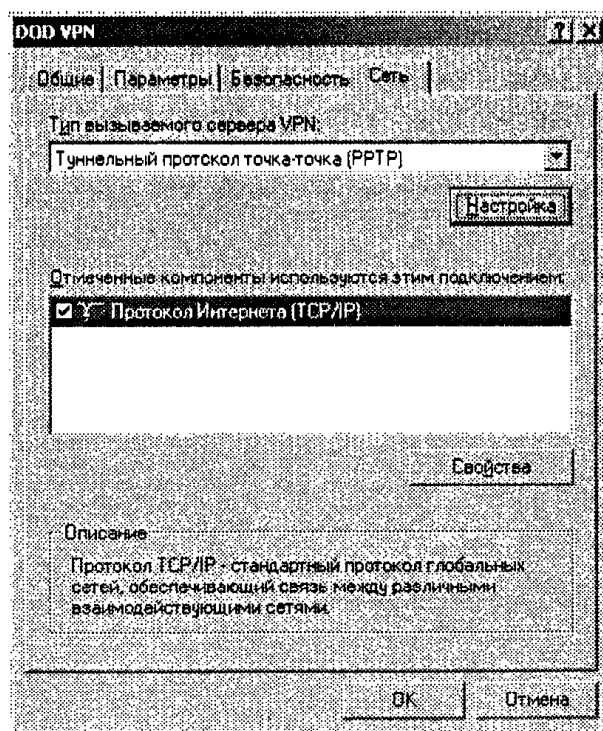 DOD VPN
Общие Параметры Безопасность Сеть
Тип вызываемого сервера VPN:
Туннельный протокол точка-точка (PPTP)
Настройка
Отмеченные компоненты используются этим подключением:
Протокол Интернета (TCP/IP)
Свойства
Описание
Протокол TCP/IP - стандартный протокол глобальных
сетей, обеспечивающий связь между различными
взаимодействующими сетями.
OK Отмена